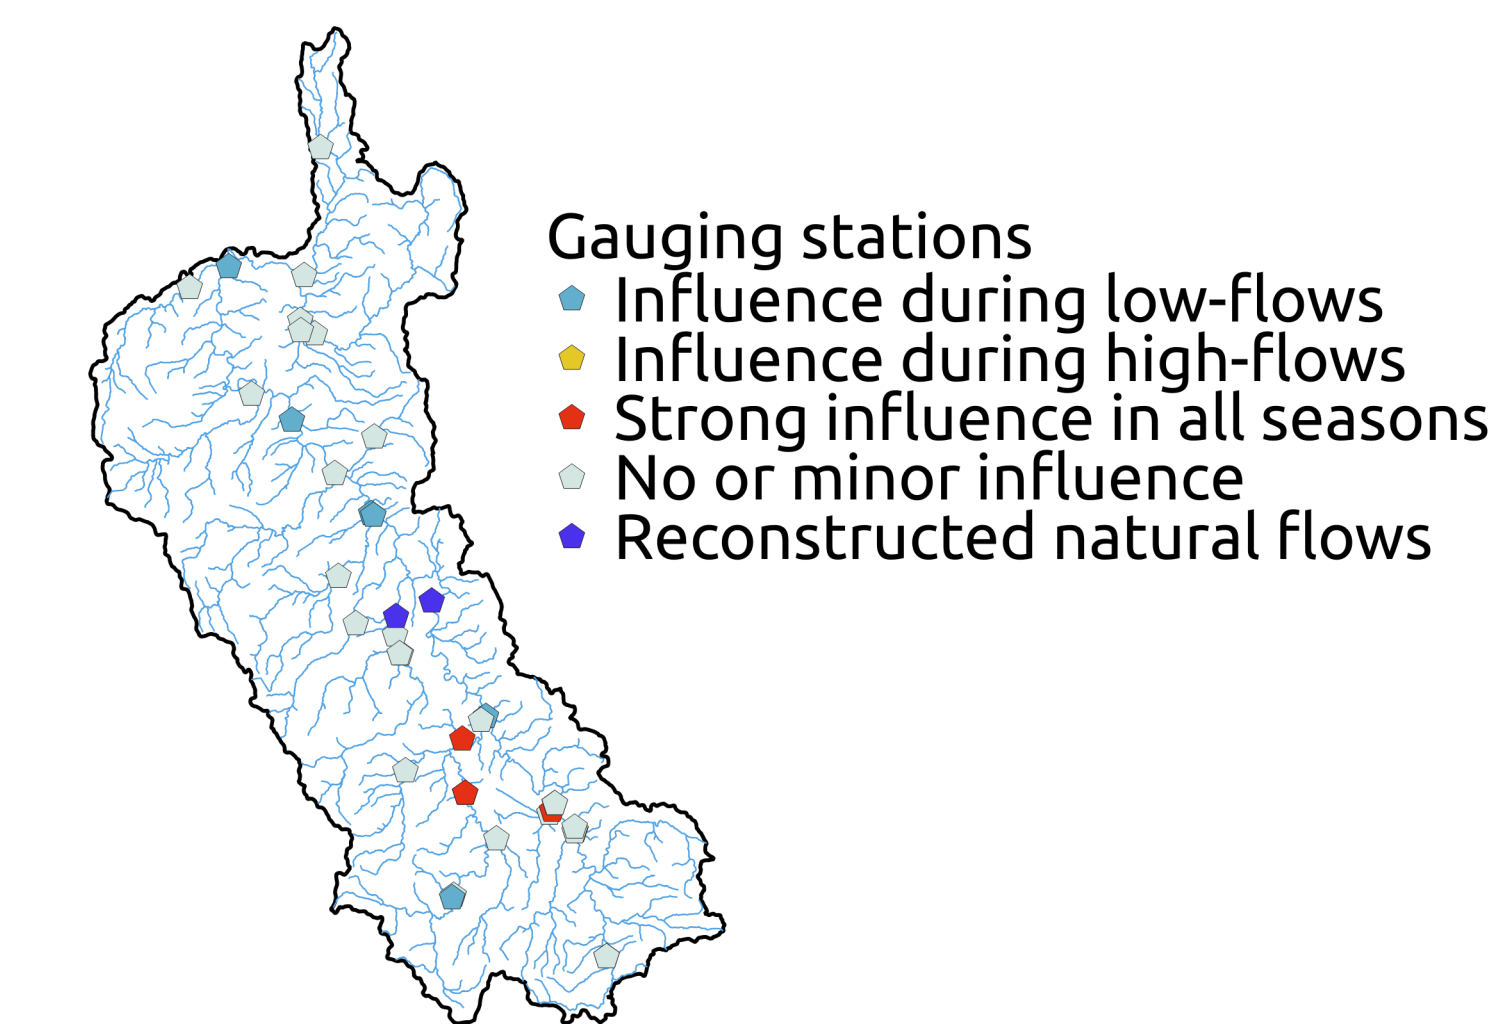 Gauging stations
Influence during low-flows
Influence during high-flows
Strong influence in all seasons
No or minor influence
Reconstructed natural flows